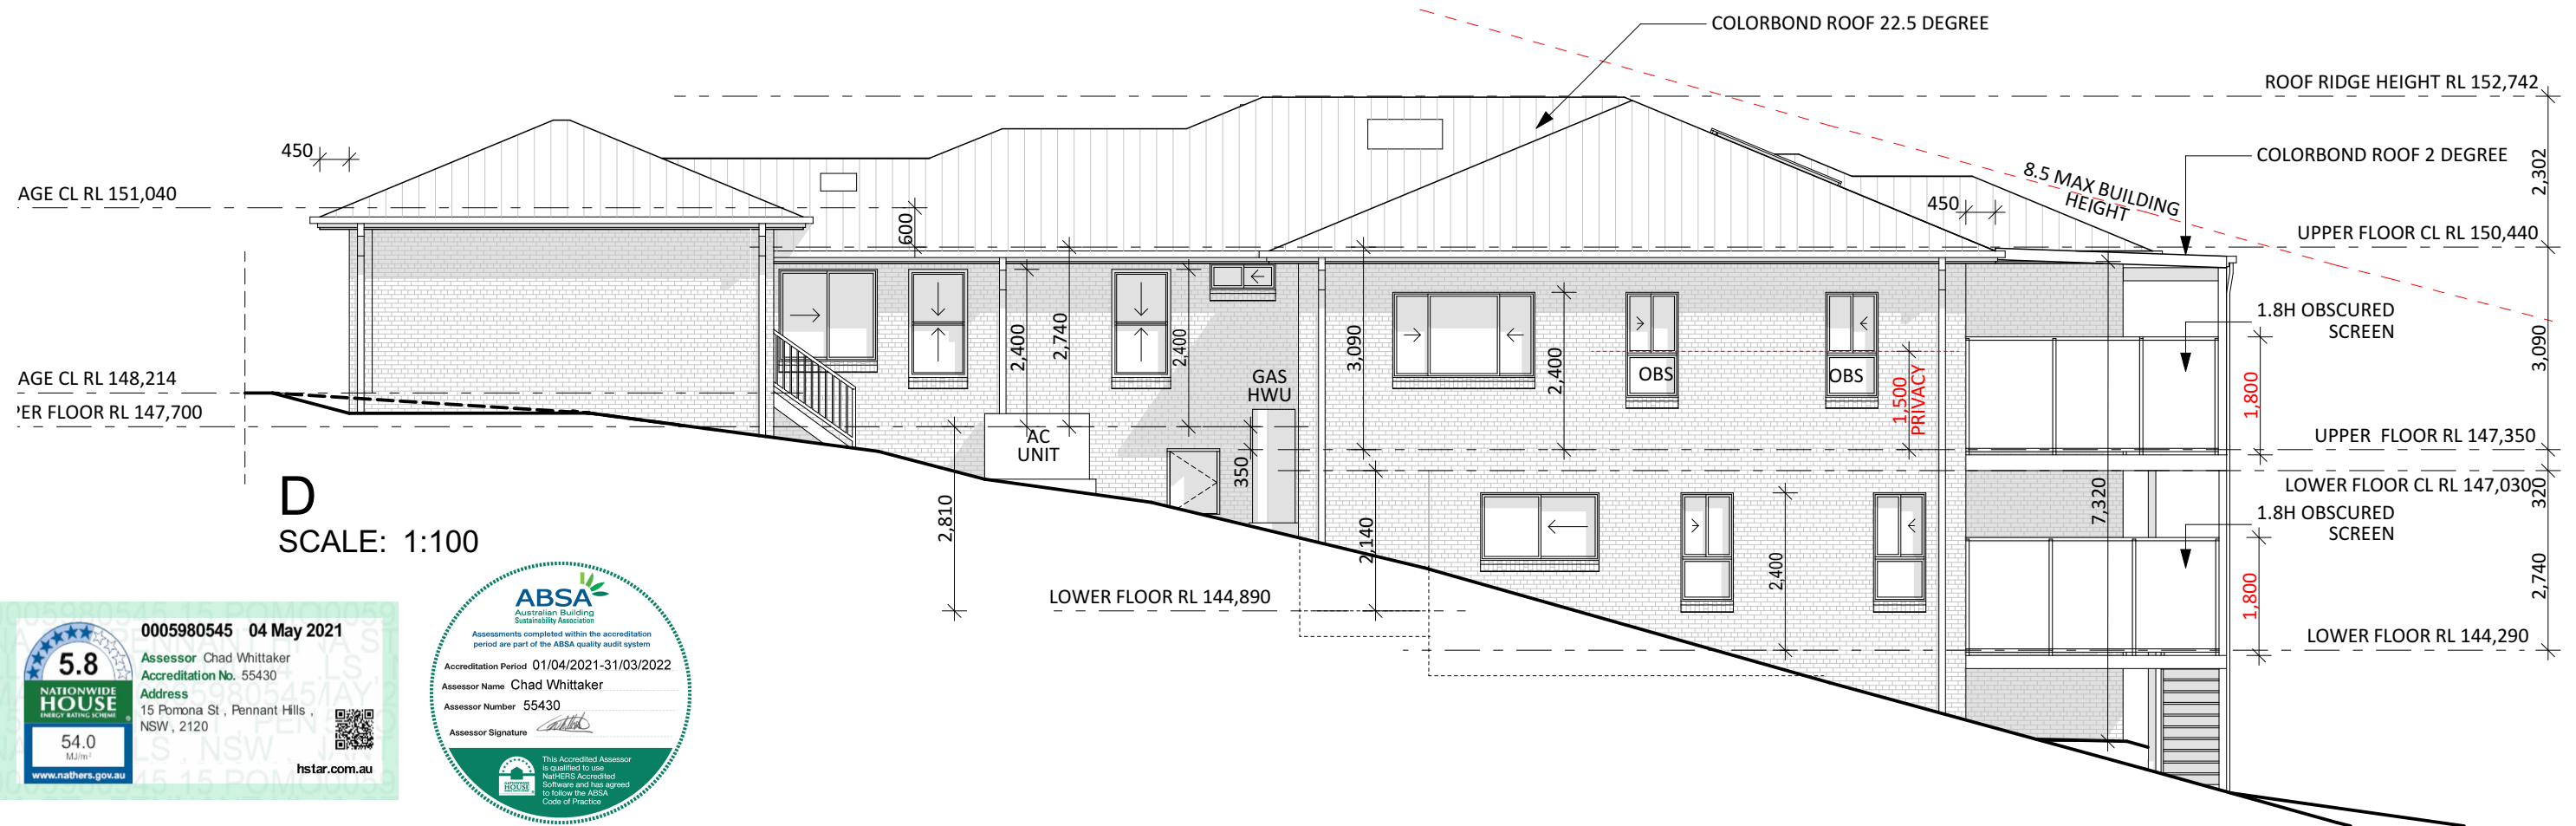 COLORBOND ROOF 22.5 DEGREE
ROOF RIDGE HEIGHT RL 152,742
COLORBOND ROOF 2 DEGREE
2,302
8.5 MAX BUILDING
HEIGHT
450
450
AGE CL RL 151,040
600
UPPER FLOOR CL RL 150,440
1.8H OBSCURED
SCREEN
3,090
2,400
2,740
2,400
3,090
2,400
GAS
HWU
OBS
OBS
1,500
PRIVACY
1,800
AGE CL RL 148,214
PER FLOOR RL 147,700
AC
UNIT
350
UPPER FLOOR RL 147,350
LOWER FLOOR CL RL 147,030
320
1.8H OBSCURED
SCREEN
7,320
D
SCALE: 1:100
2,810
2,140
2,400
1,800
2,740
LOWER FLOOR RL 144,890
LOWER FLOOR RL 144,290
5.8
NATIONWIDE
HOUSE
ENERGY RATING SCHEME
54.0
MJ/m²
www.nathers.gov.au
0005980545 04 May 2021
Assessor Chad Whittaker
Accreditation No. 55430
Address
15 Pomona St , Pennant Hills ,
NSW , 2120
hstar.com.au
ABSA
Australian Building
Sustainability Association
Assessments completed within the accreditation
period are part of the ABSA quality audit system
Accreditation Period 01/04/2021-31/03/2022
Assessor Name Chad Whittaker
Assessor Number 55430
Assessor Signature
NATIONWIDE
HOUSE
This Accredited Assessor
is qualified to use
NatHERS Accredited
Software and has agreed
to follow the ABSA
Code of Practice